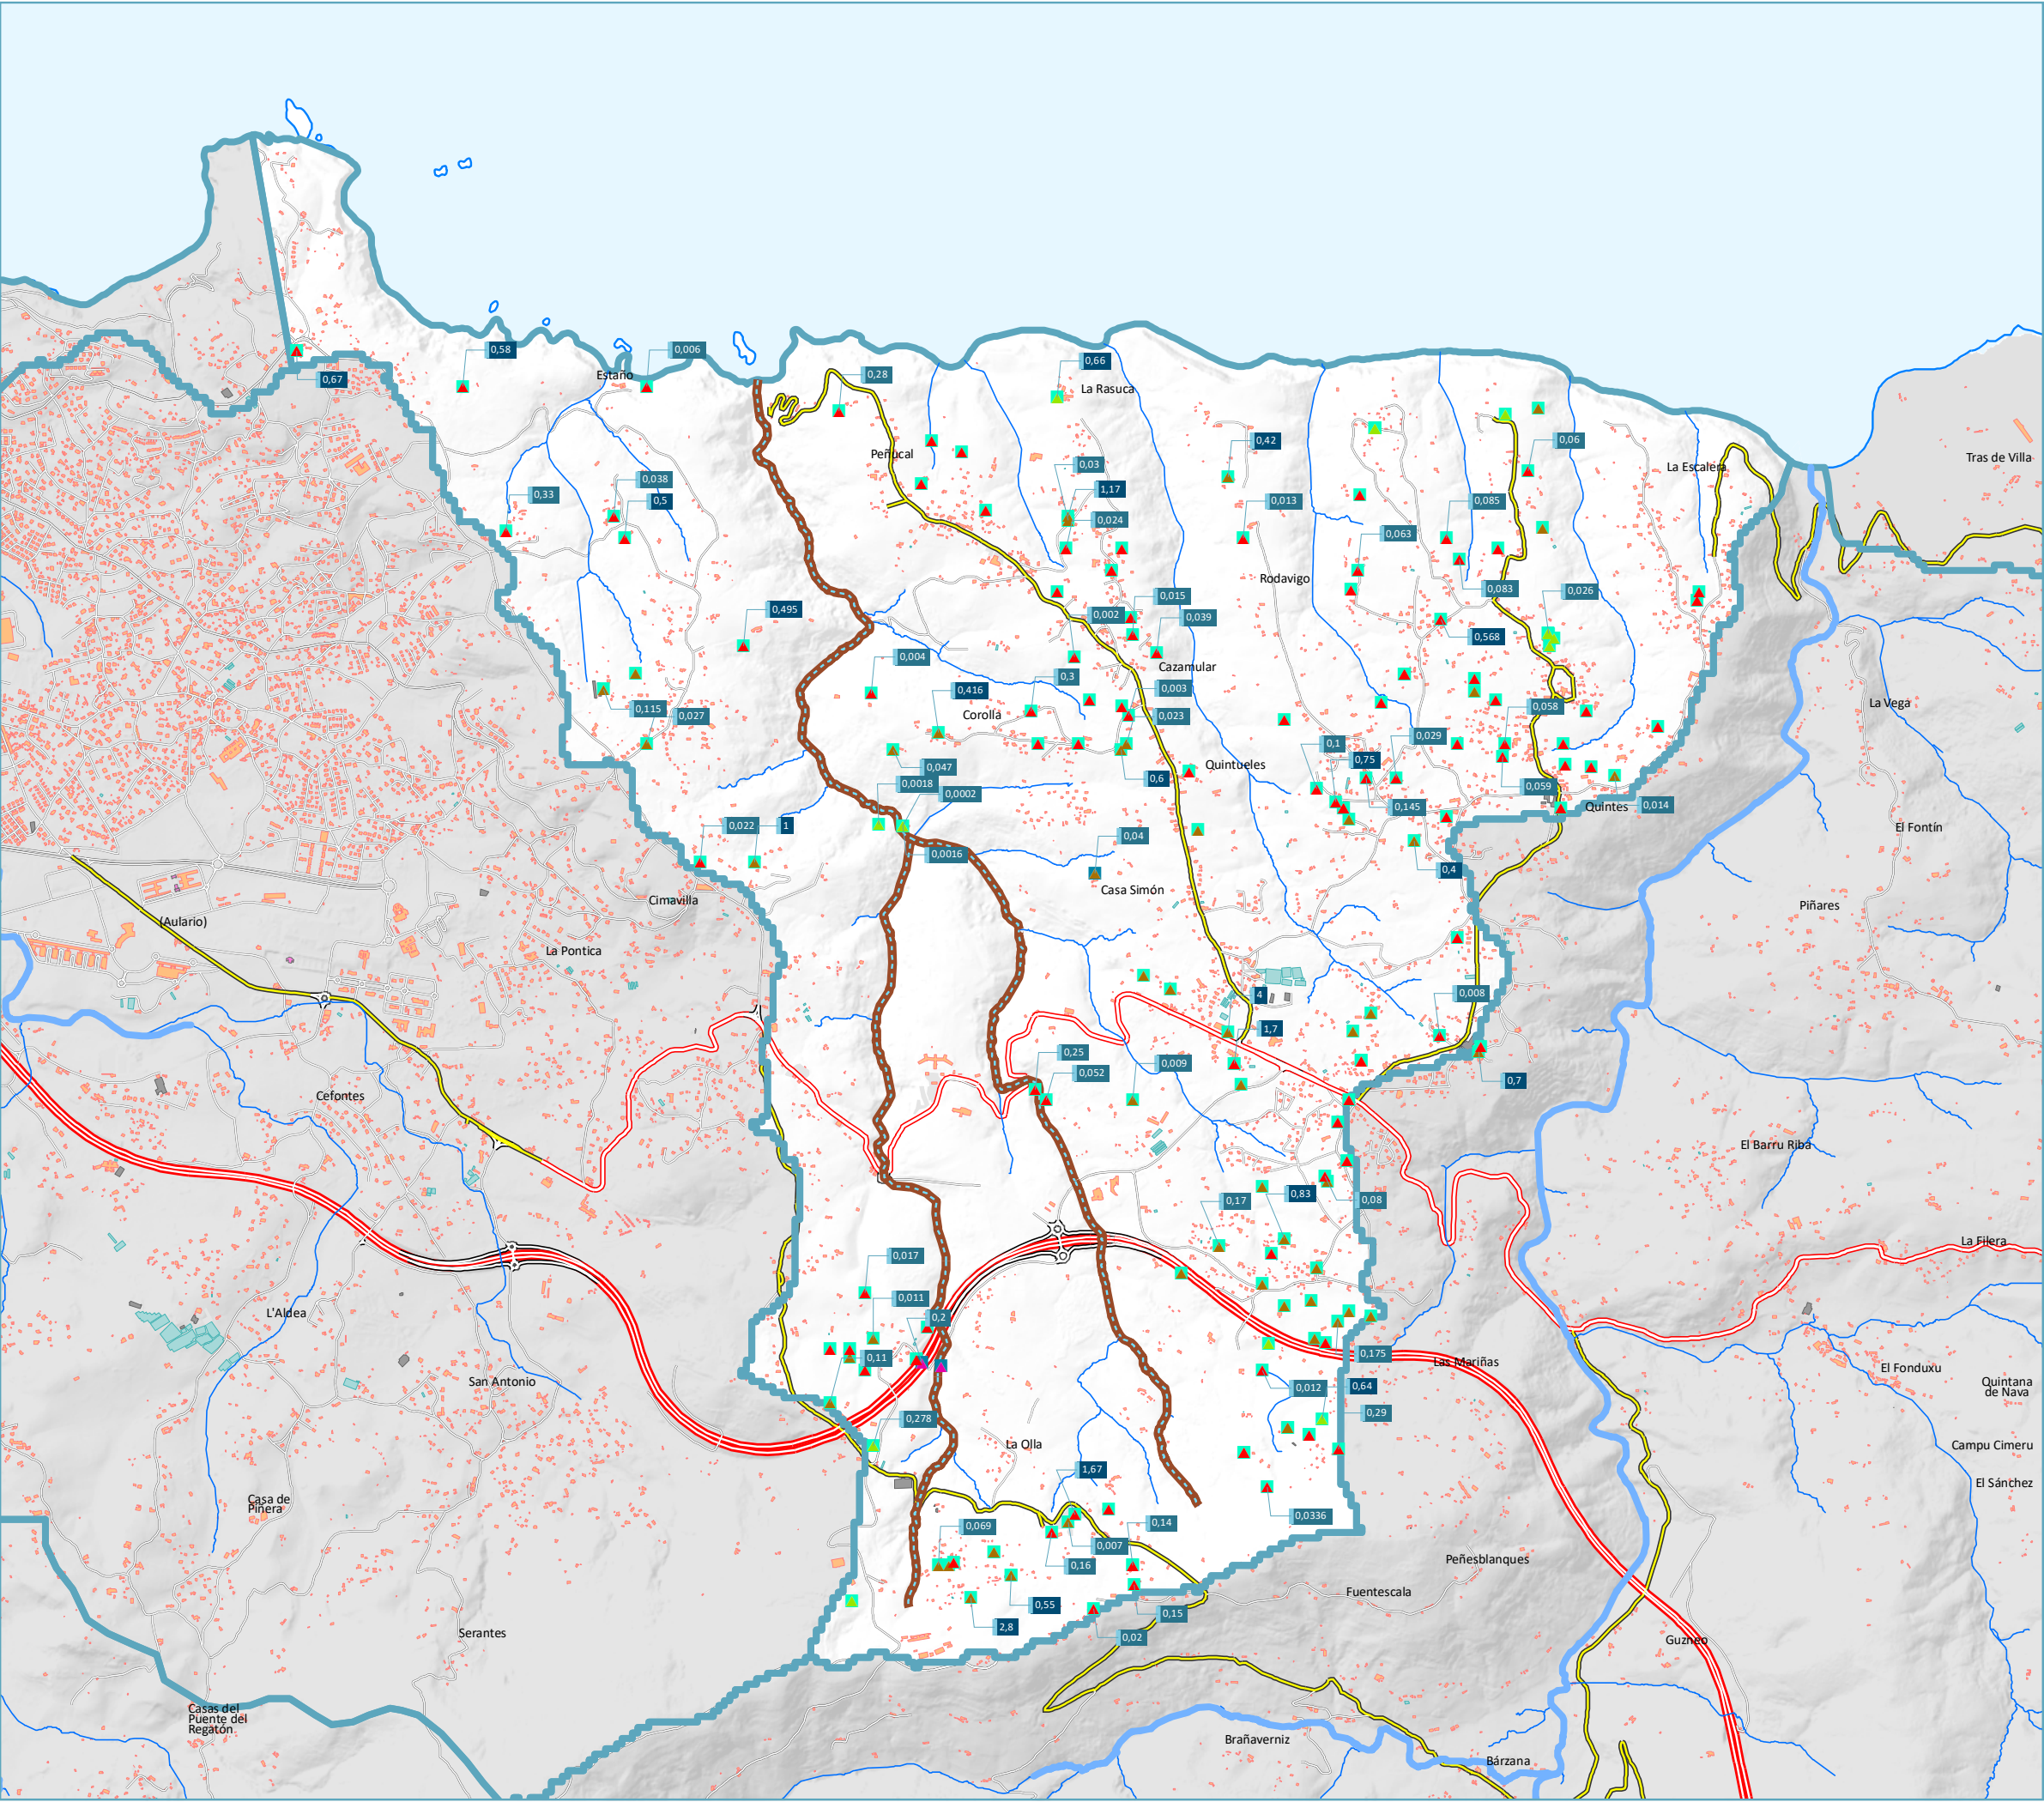 0,58
0,006
0,66
Estaño
0,28
0,67
La Rasuca
0,42
0,06
Peñucal
Tras de Villa
0,03
La Escalera
0,038
1,17
0,33
0,5
0,013
0,085
0,024
0,063
Rodavigo
0,083
0,026
0,015
0,495
0,002
0,039
0,568
0,004
Cazamular
0,3
0,416
0,003
La Vega
0,115
0,058
Corolla
0,027
0,023
0,029
0,1
0,75
Quintueles
0,047
0,6
0,0018
0,059
0,0002
0,014
0,145
Quintes
0,022
1
El Fontín
0,04
0,0016
0,4
Casa Simón
Cimavilla
Piñares
(Aulario)
La Pontica
0,008
4
1,7
0,25
0,009
0,052
0,7
Cefontes
El Barru Riba
0,83
0,17
0,08
La Filera
0,017
0,011
L'Aldea
0,2
0,175
0,11
Las Mariñas
El Fonduxu
San Antonio
0,012
0,64
Quintana
de Nava
0,29
0,278
La Olla
Campu Cimeru
1,67
El Sánchez
Casa de
Piñera
0,0336
0,14
0,069
0,007
Peñesblanques
0,16
Fuentescala
0,55
0,15
2,8
Serantes
0,02
Guzneo
Casas del
Puente del
Regatón
Brañaverniz
Bárzana